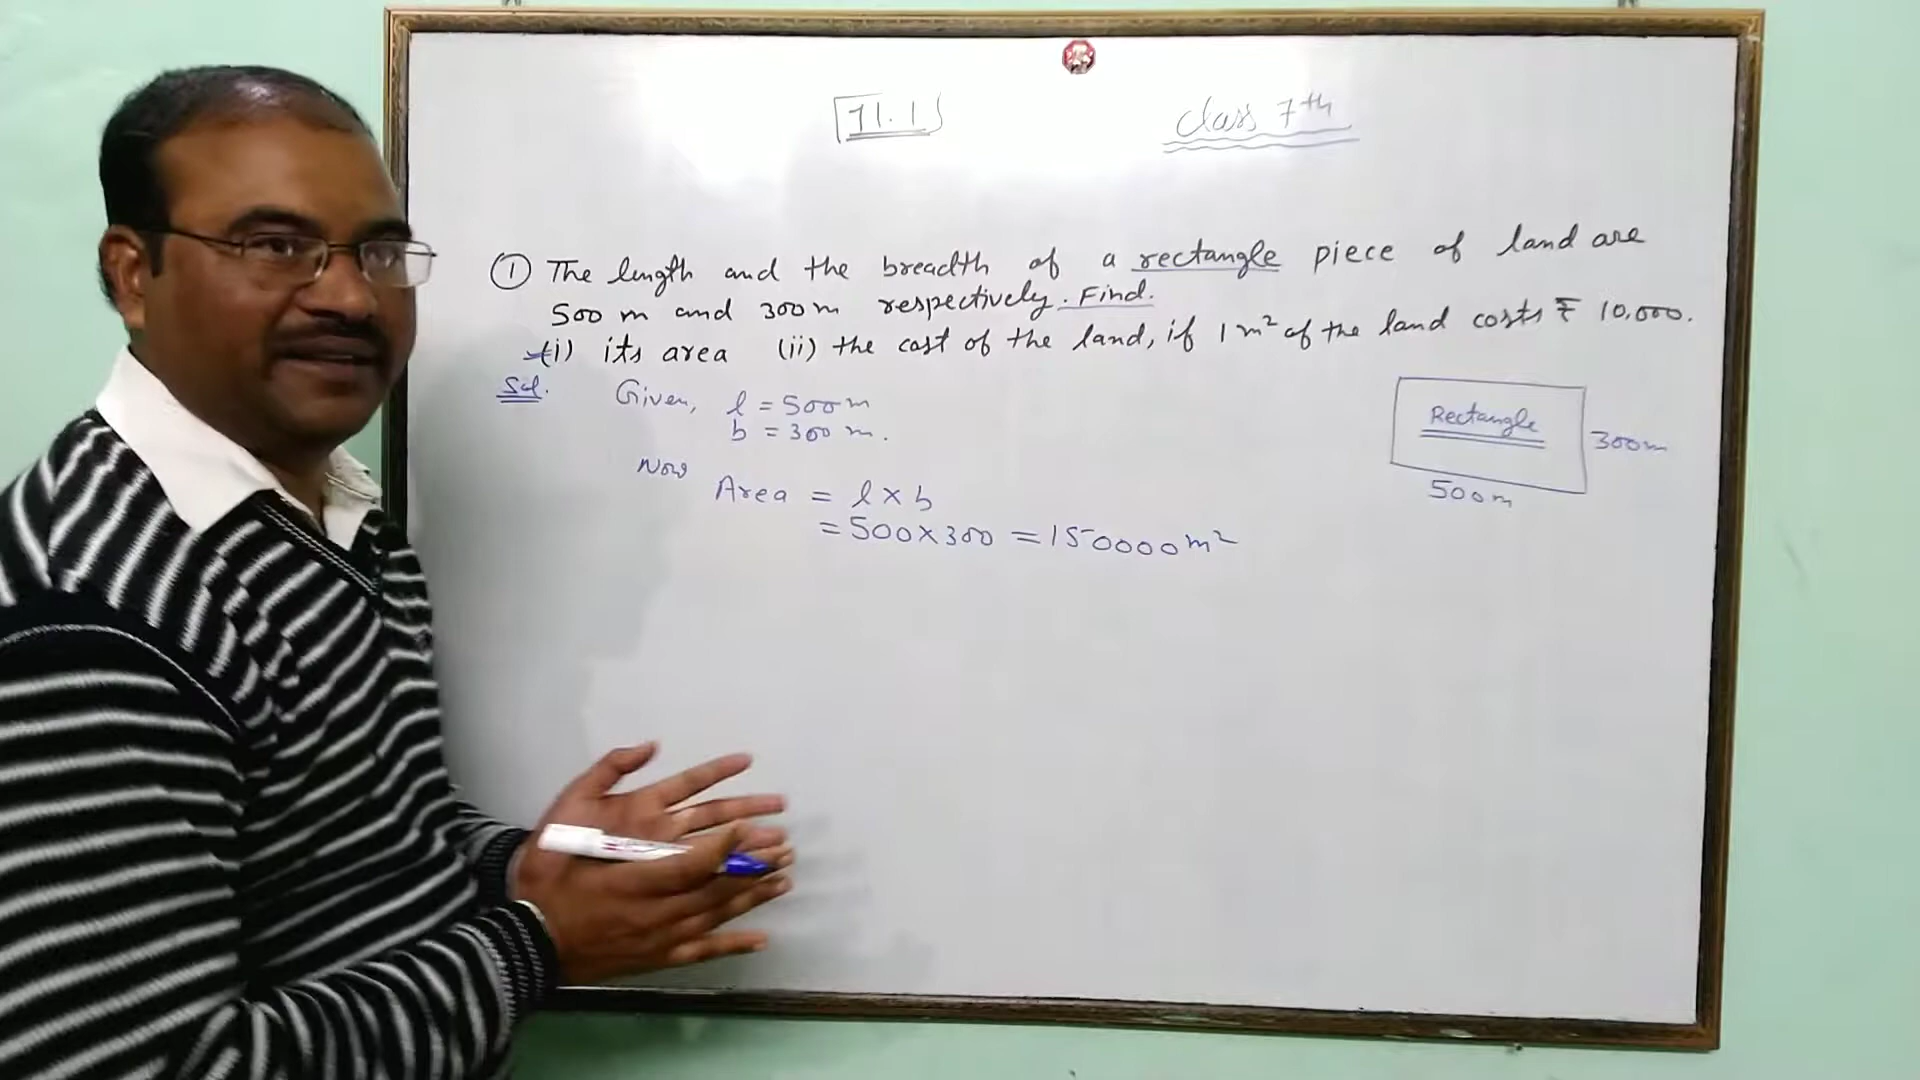 11.1
Class 7th
① The length and the breadth of a rectangle piece of land are
500 m and 300 m respectively. Find.
(i) its area (ii) the cost of the land, if 1 m² of the land costs ₹ 10,000.
Sol.
Given, l = 500m
b = 300 m.
Now
Area = l × b
= 500 × 300 = 150000 m²
Rectangle
300m
500m